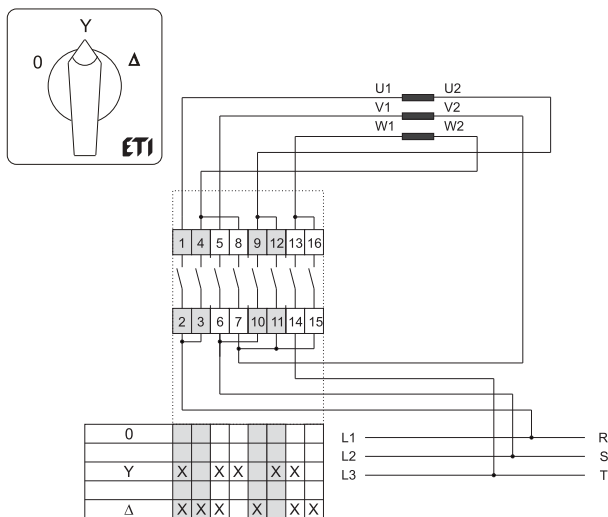 Y
0 Δ
ETI
U1 U2
V1 V2
W1 W2
1 4 5 8 9 12 13 16
2 3 6 7 10 11 14 15
0
Y X X X X X
Δ X X X X X X
L1 R
L2 S
L3 T